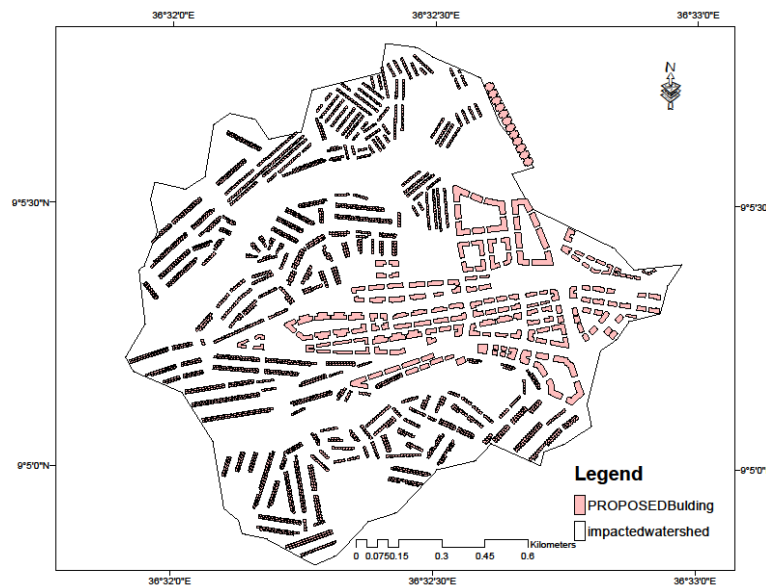 36°32'0"E 36°32'30"E 36°33'0"E
N
9°5'30"N 9°5'30
9°5'0"N 9°5'0"
Legend
PROPOSEDBulding
impactedwatershed
Kilometers
0 0.0750.15 0.3 0.45 0.6
36°32'0"E 36°32'30"E 36°33'0"E